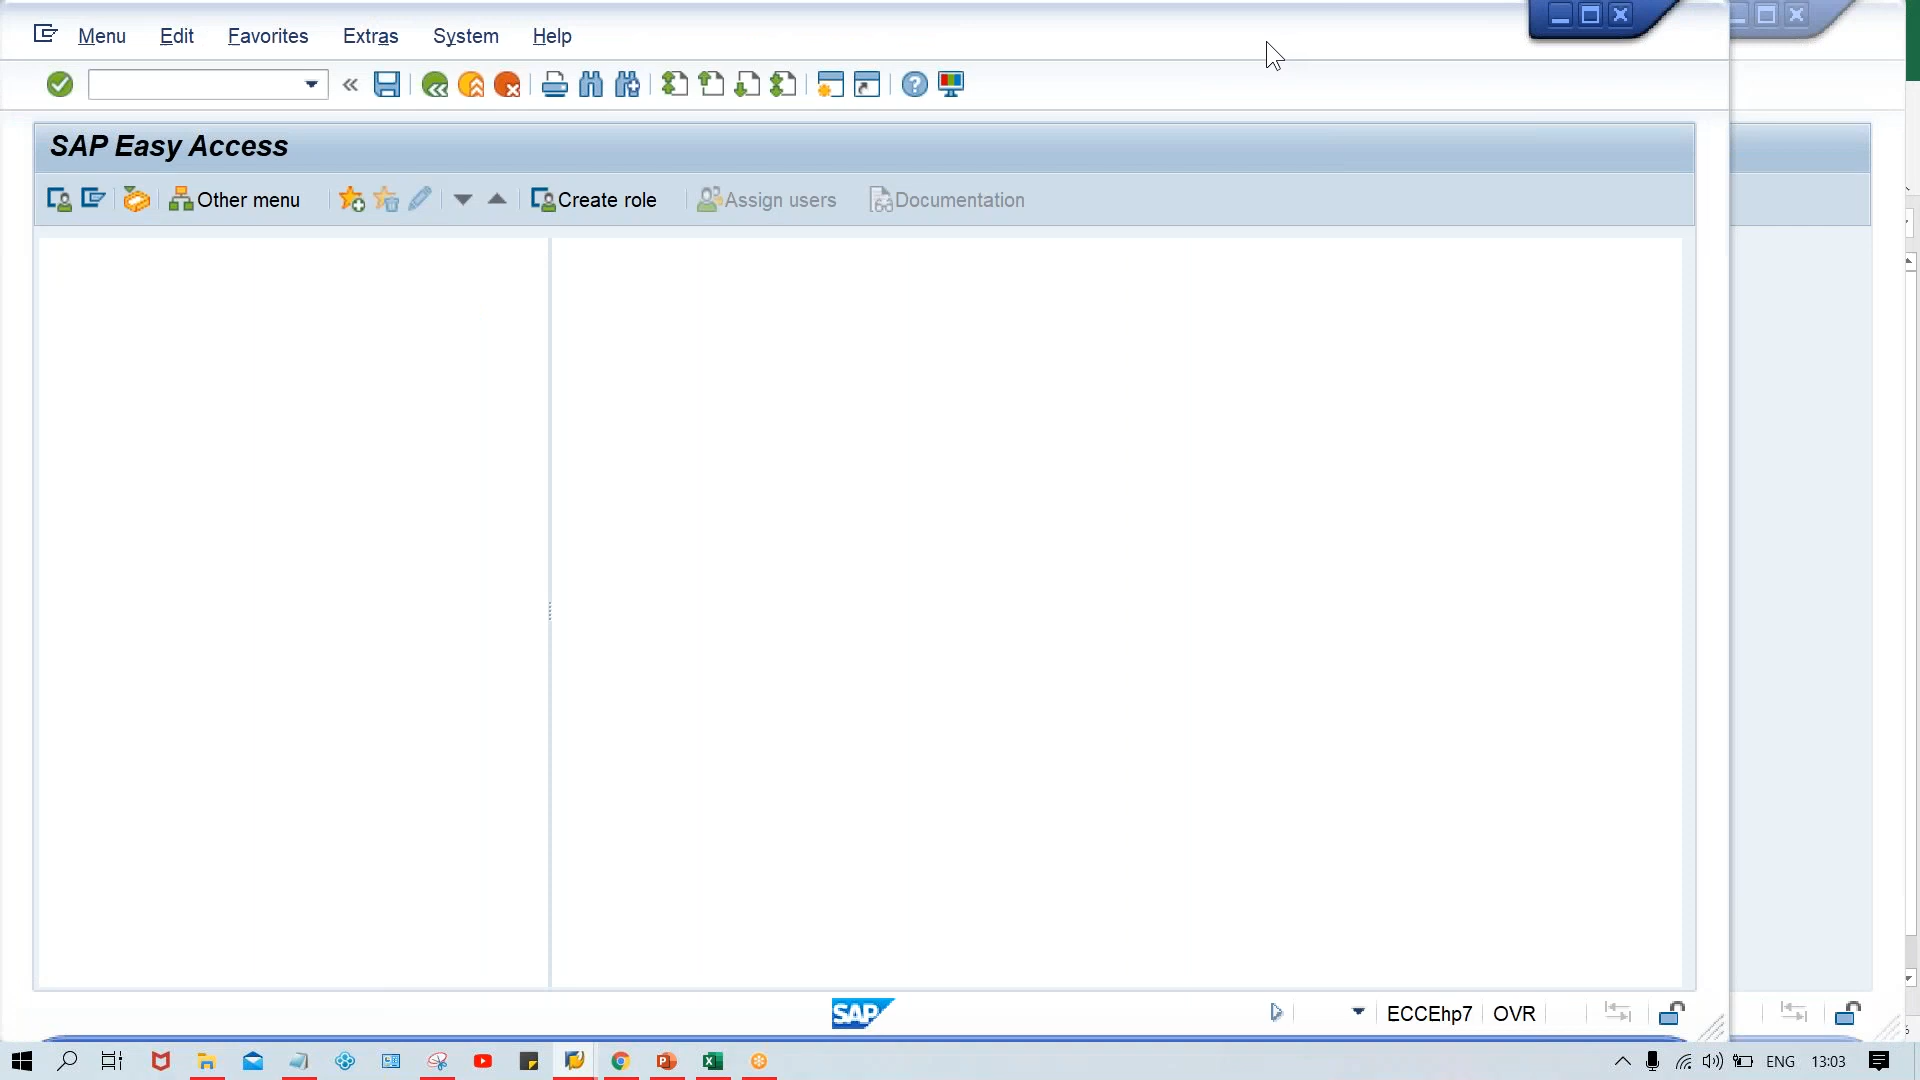 Menu Edit Favorites Extras System Help
SAP Easy Access
Other menu Create role Assign users Documentation
SAP ECCEhp7 OVR
ENG 13:03